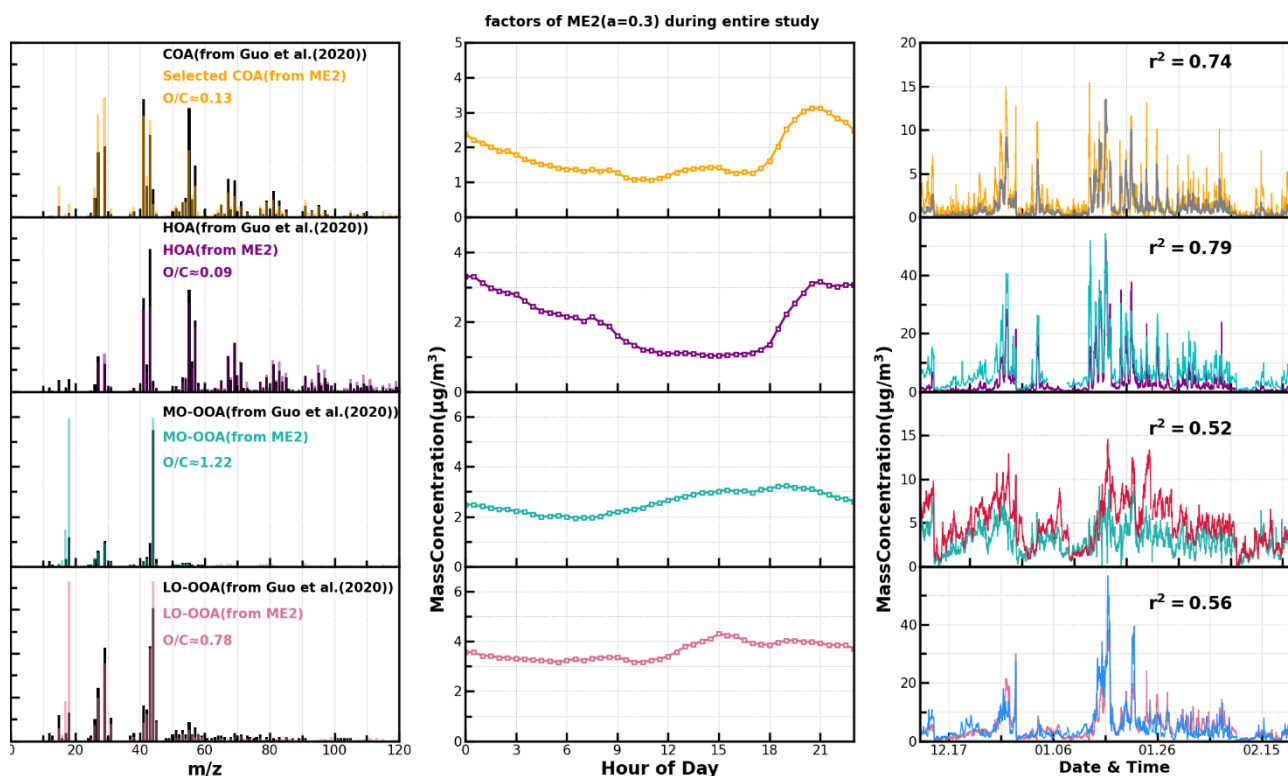 factors of ME2(a=0.3) during entire study
COA(from Guo et al.(2020))
Selected COA(from ME2)
O/C≈0.13
HOA(from Guo et al.(2020))
HOA(from ME2)
O/C≈0.09
MO-OOA(from Guo et al.(2020))
MO-OOA(from ME2)
O/C≈1.22
LO-OOA(from Guo et al.(2020))
LO-OOA(from ME2)
O/C≈0.78
0 20 40 60 80 100 120
m/z
MassConcentration(μg/m³)
5
4
3
2
1
0
4
2
0
6
4
2
0
6
4
2
0
0 3 6 9 12 15 18 21
Hour of Day
MassConcentration(μg/m³)
20
15
10
5
0
r² = 0.74
40
20
0
r² = 0.79
15
10
5
0
r² = 0.52
40
20
0
r² = 0.56
12.17 01.06 01.26 02.15
Date & Time